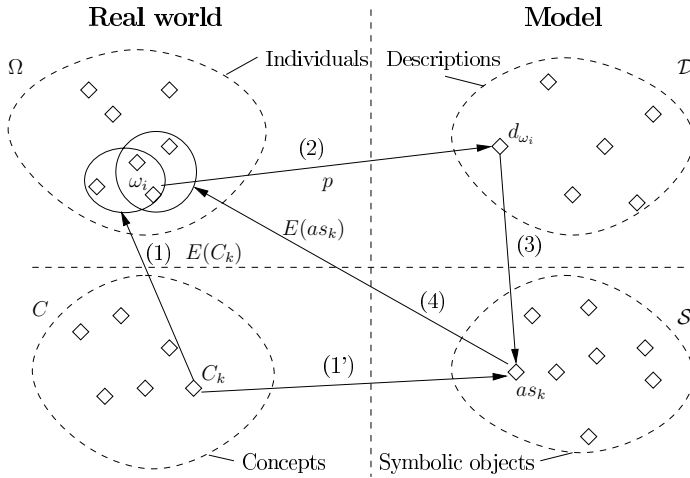 Real world
Model
Ω
Individuals
Descriptions
𝒟
(2)
p
d_{ω_i}
ω_i
E(as_k)
(1)
E(C_k)
(3)
(4)
C
C_k
(1')
as_k
𝒮
Concepts
Symbolic objects